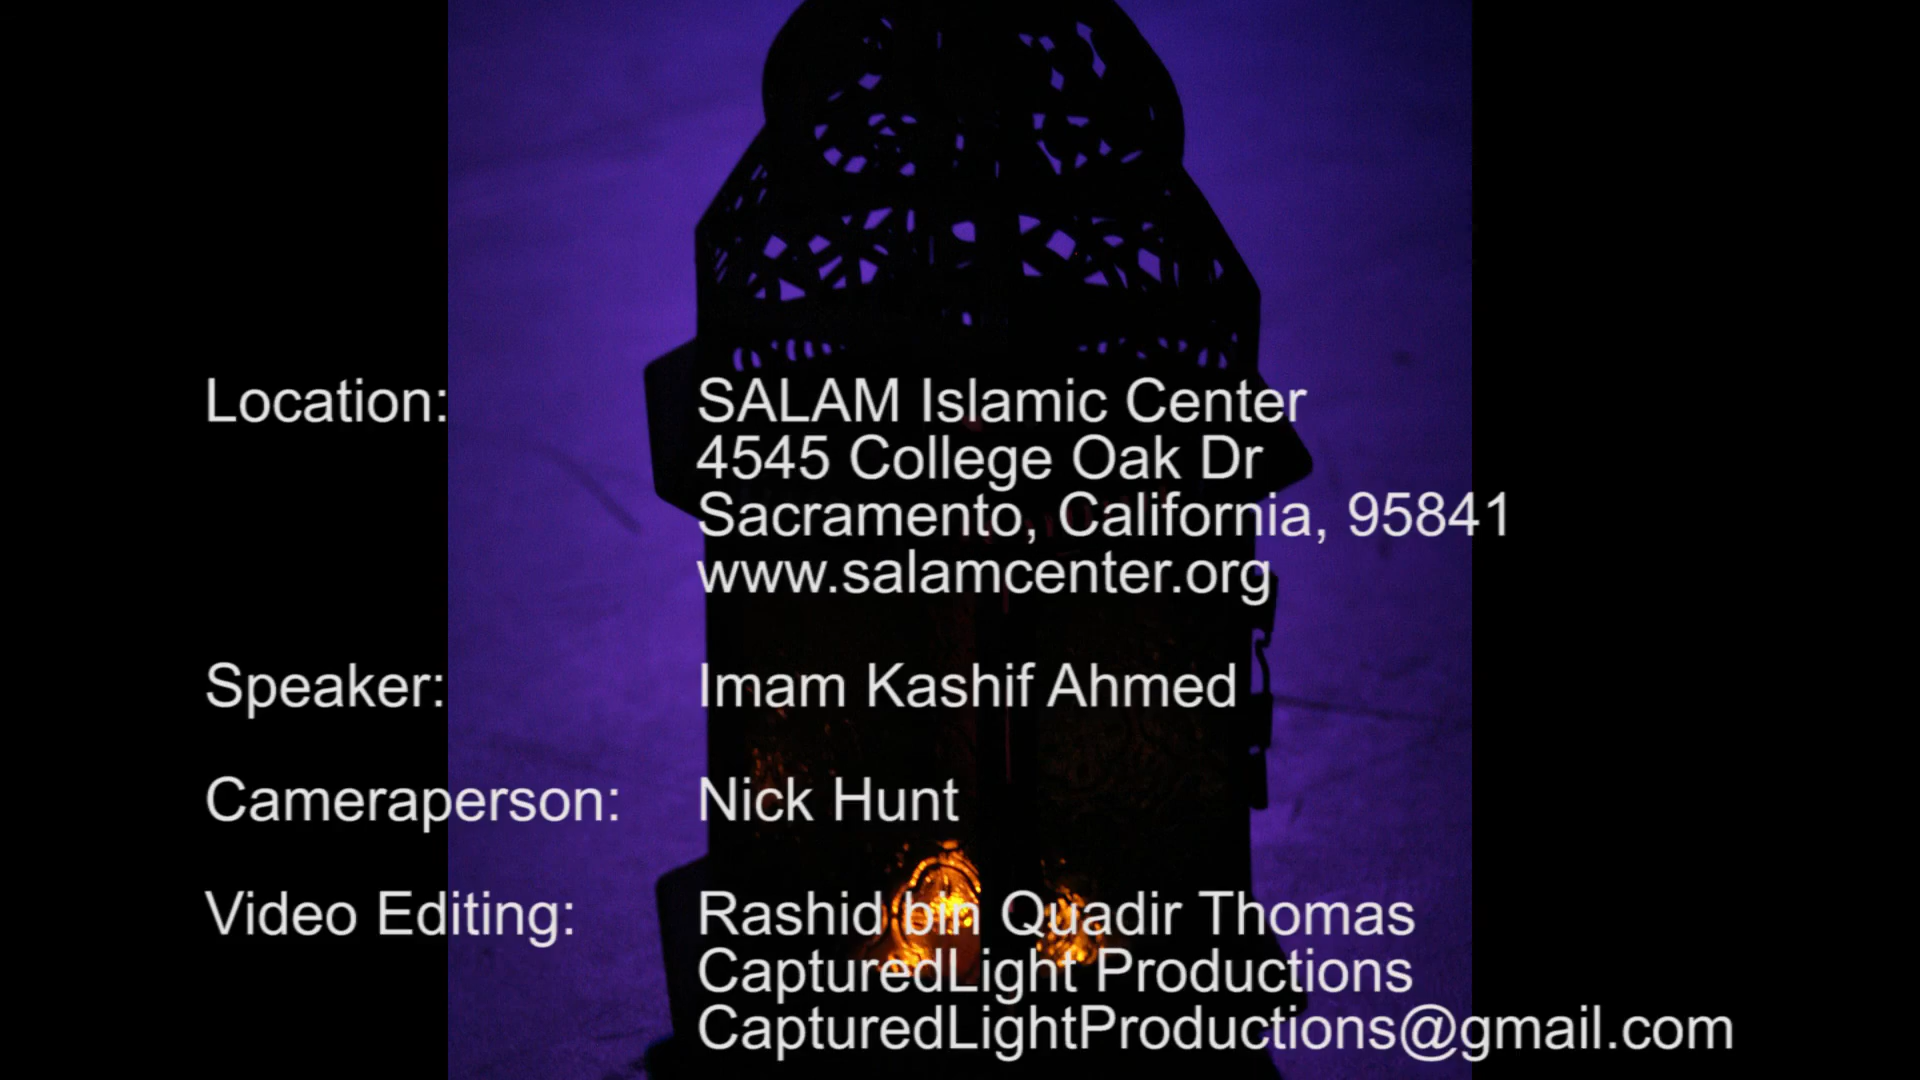 Location: SALAM Islamic Center
4545 College Oak Dr
Sacramento, California, 95841
www.salamcenter.org
Speaker: Imam Kashif Ahmed
Cameraperson: Nick Hunt
Video Editing: Rashid bin Quadir Thomas
CapturedLight Productions
CapturedLightProductions@gmail.com